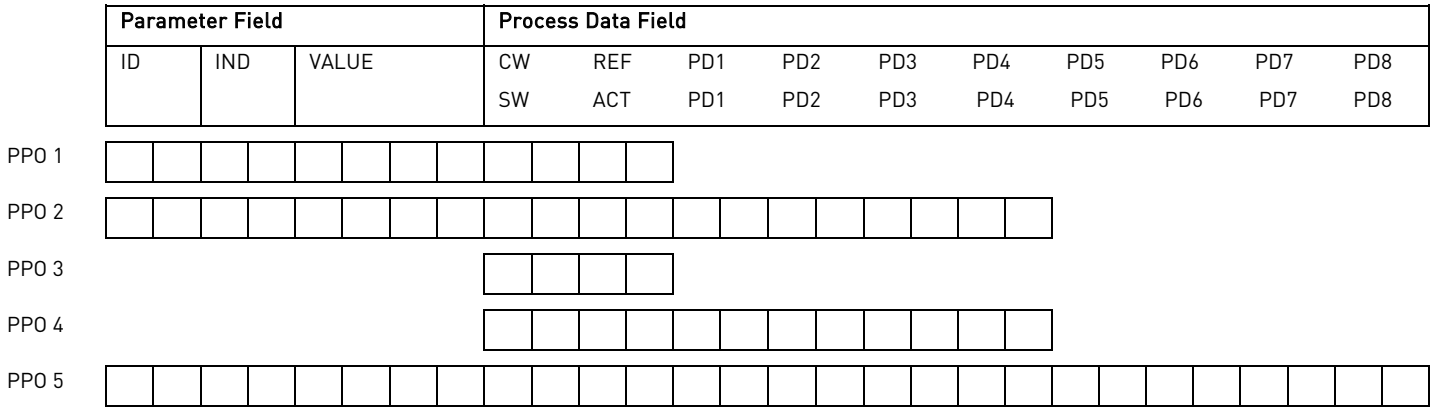 Parameter Field Process Data Field
ID IND VALUE CW REF PD1 PD2 PD3 PD4 PD5 PD6 PD7 PD8
SW ACT PD1 PD2 PD3 PD4 PD5 PD6 PD7 PD8
PPO 1
PPO 2
PPO 3
PPO 4
PPO 5